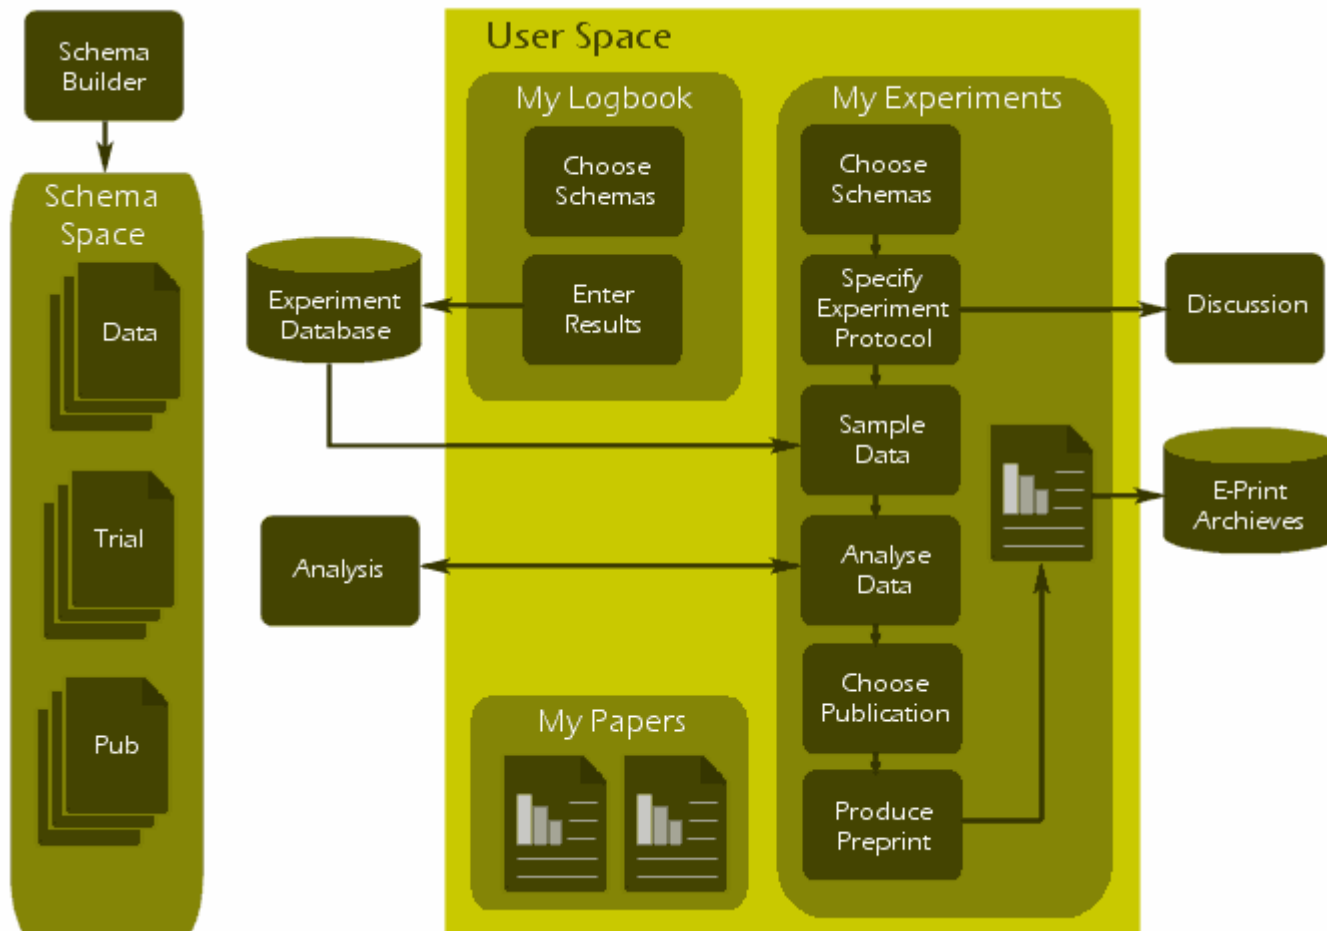 Schema
Builder
Schema
Space
Data
Trial
Pub
Experiment
Database
Analysis
User Space
My Logbook
Choose
Schemas
Enter
Results
My Papers
My Experiments
Choose
Schemas
Specify
Experiment
Protocol
Sample
Data
Analyse
Data
Choose
Publication
Produce
Preprint
Discussion
E-Print
Archieves